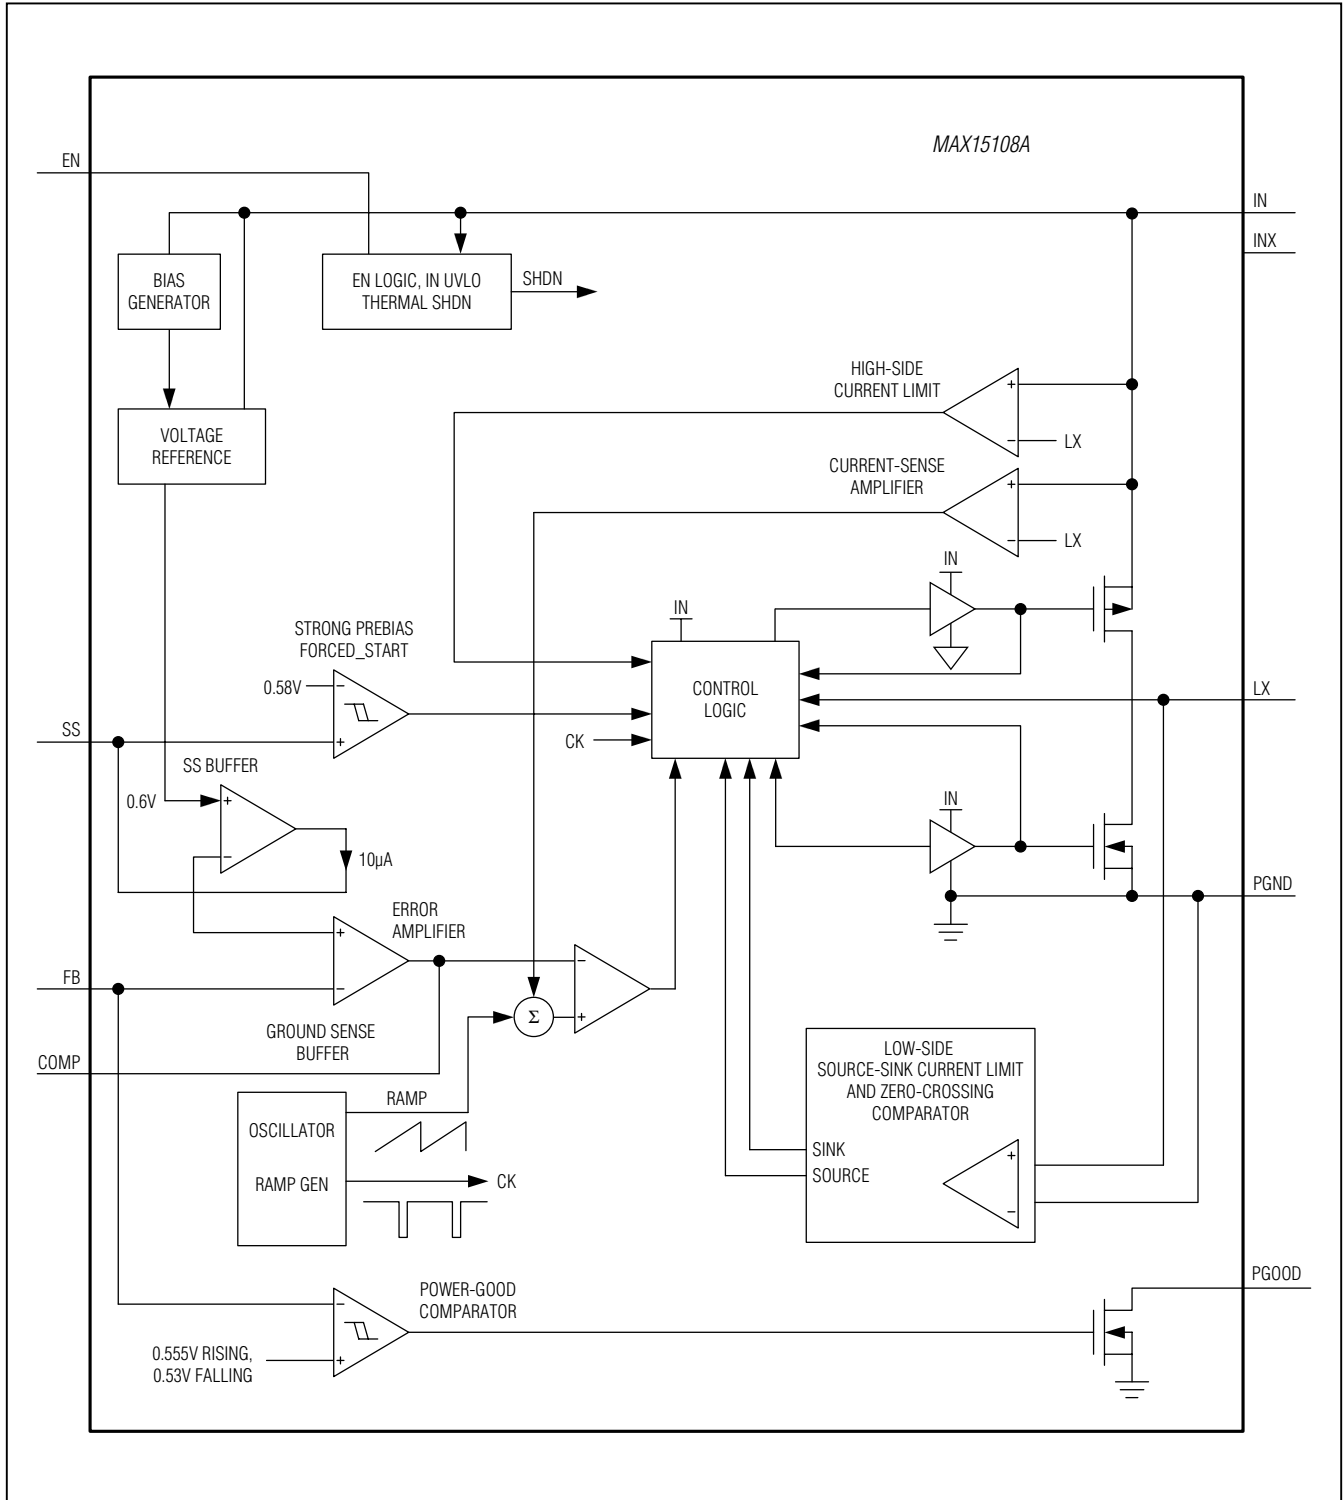 MAX15108A
EN
IN
INX
BIAS
GENERATOR
EN LOGIC, IN UVLO
THERMAL SHDN
SHDN
HIGH-SIDE
CURRENT LIMIT
+
−
LX
VOLTAGE
REFERENCE
CURRENT-SENSE
AMPLIFIER
+
−
LX
IN
STRONG PREBIAS
FORCED_START
IN
0.58V
−
+
CONTROL
LOGIC
LX
SS
CK
SS BUFFER
0.6V
+
−
10µA
IN
PGND
ERROR
AMPLIFIER
+
−
FB
−
+
Σ
GROUND SENSE
BUFFER
COMP
LOW-SIDE
SOURCE-SINK CURRENT LIMIT
AND ZERO-CROSSING
COMPARATOR
RAMP
OSCILLATOR
RAMP GEN
CK
SINK
SOURCE
+
−
PGOOD
POWER-GOOD
COMPARATOR
−
+
0.555V RISING,
0.53V FALLING